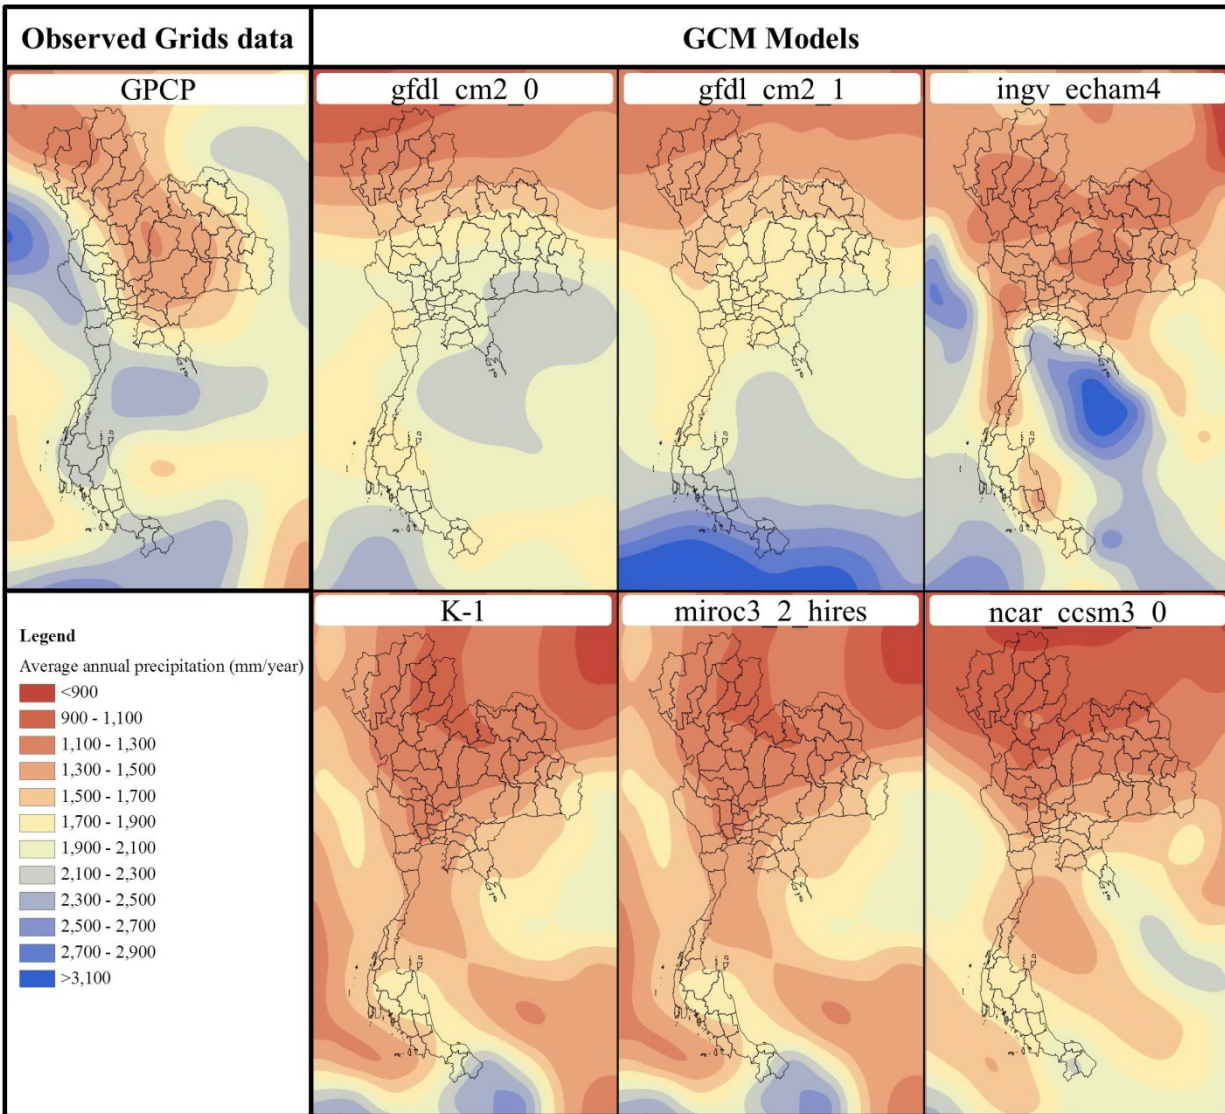 Observed Grids data
GCM Models
GPCP
gfdl_cm2_0
gfdl_cm2_1
ingv_echam4
K-1
miroc3_2_hires
ncar_ccsm3_0
Legend
Average annual precipitation (mm/year)
<900
900 - 1,100
1,100 - 1,300
1,300 - 1,500
1,500 - 1,700
1,700 - 1,900
1,900 - 2,100
2,100 - 2,300
2,300 - 2,500
2,500 - 2,700
2,700 - 2,900
>3,100